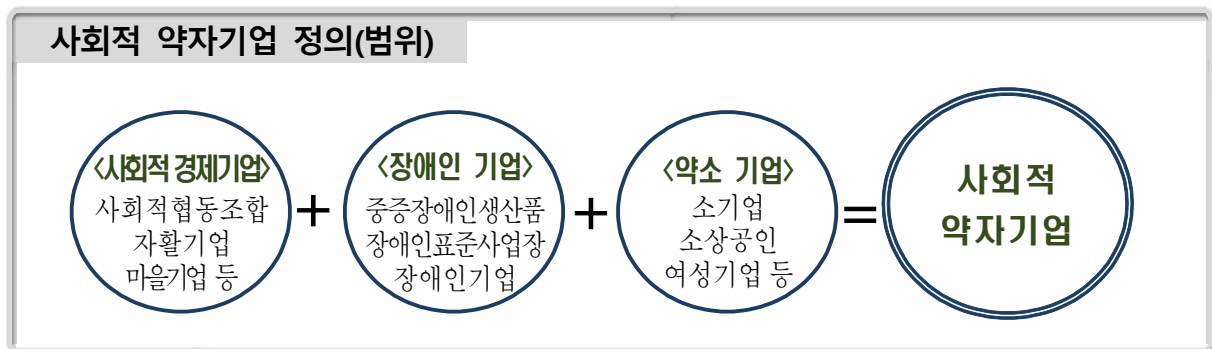 사회적 약자기업 정의(범위)
<사회적 경제기업>
사회적협동조합
자활기업
마을기업 등
+
<장애인 기업>
중증장애인생산품
장애인표준사업장
장애인기업
+
<약소 기업>
소기업
소상공인
여성기업 등
=
사회적
약자기업